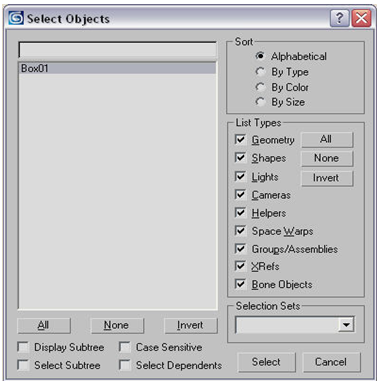 Select Objects
Box01
All None Invert
Display Subtree Case Sensitive
Select Subtree Select Dependents
Sort
Alphabetical
By Type
By Color
By Size
List Types
Geometry All
Shapes None
Lights Invert
Cameras
Helpers
Space Warps
Groups/Assemblies
XRefs
Bone Objects
Selection Sets
Select Cancel